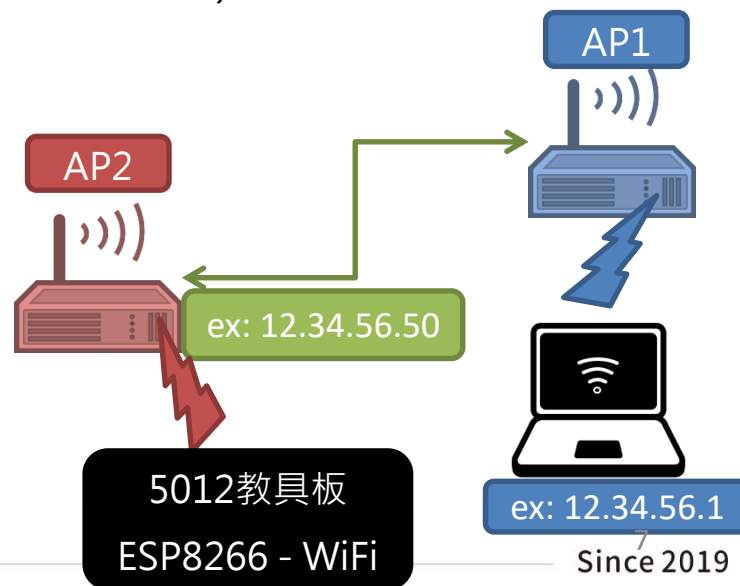 AP1
AP2
ex: 12.34.56.50
5012教具板
ESP8266 - WiFi
ex: 12.34.56.1
7
Since 2019